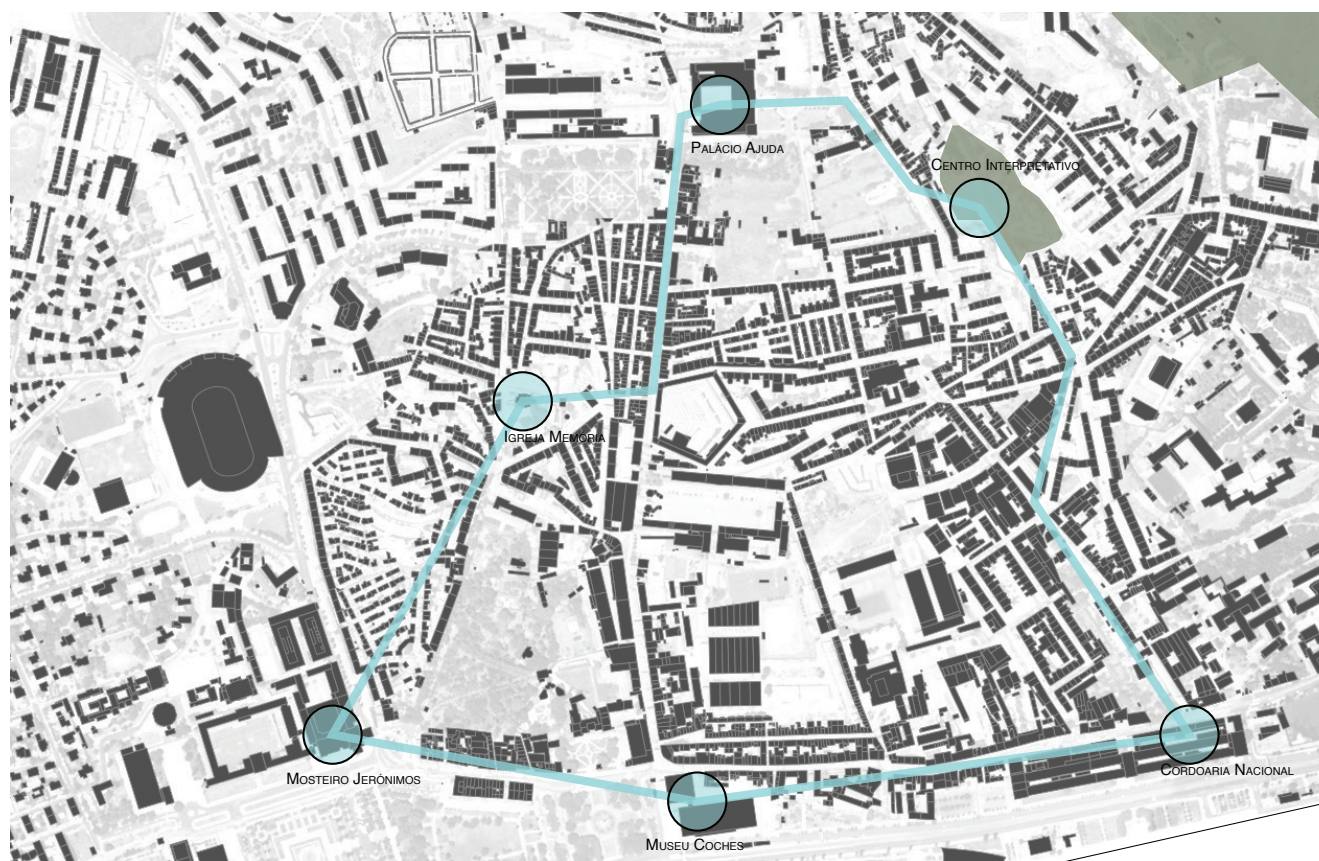 Palácio Ajuda
Centro Interpretativo
Igreja Memória
Mosteiro Jerónimos
Cordoaria Nacional
Museu Coches